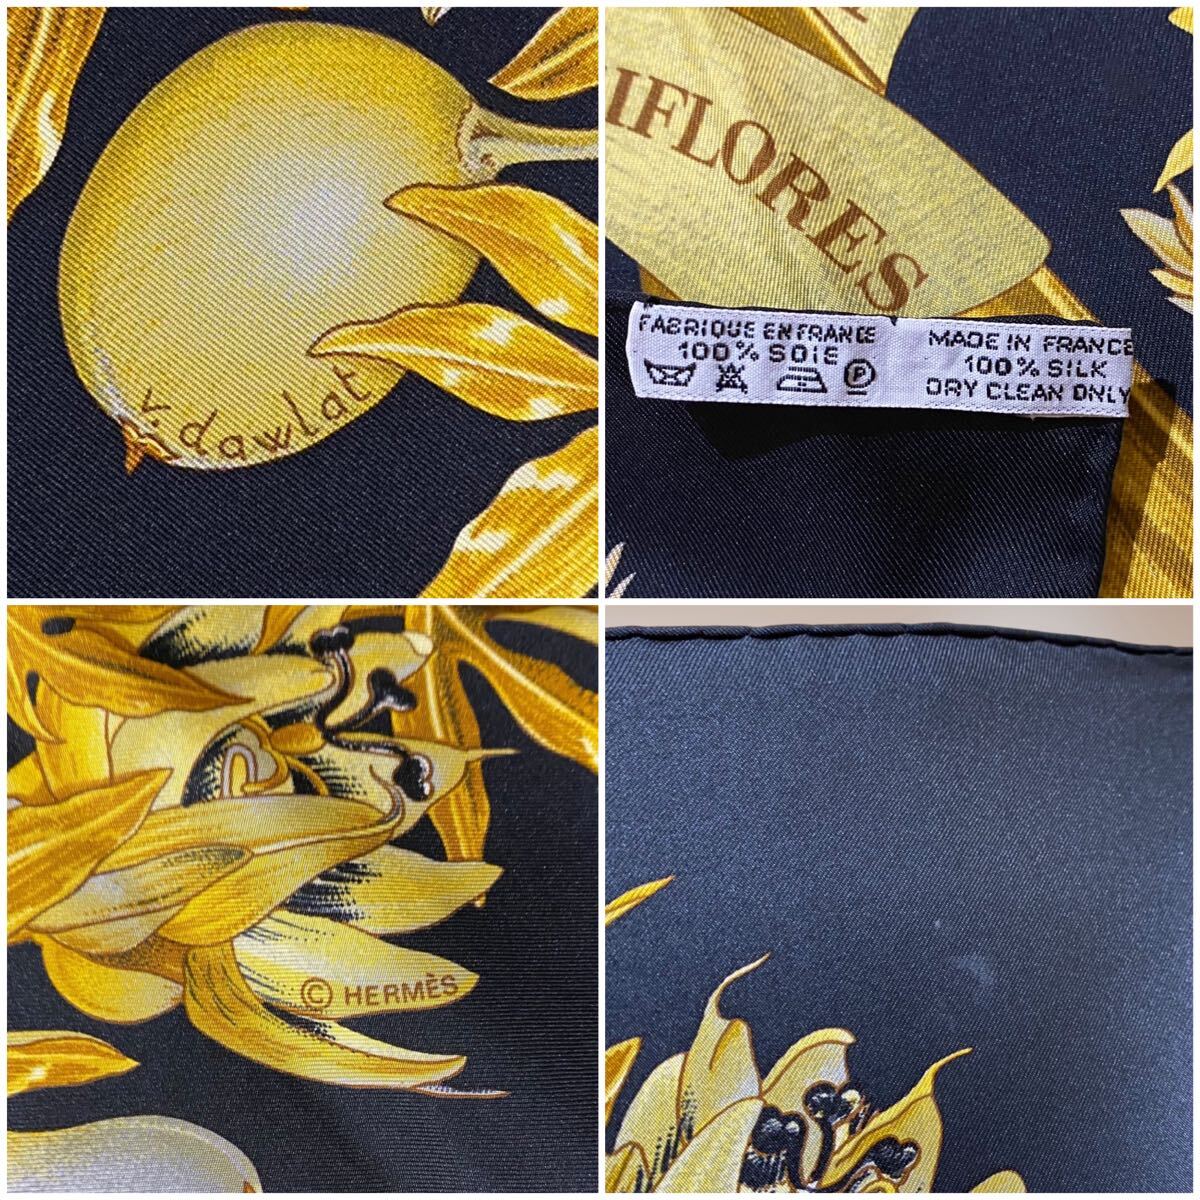 v. dawlat
IFLORES
FABRIQUE EN FRANCE
100% SOIE
P
MADE IN FRANCE
100% SILK
DRY CLEAN ONLY
© HERMÈS